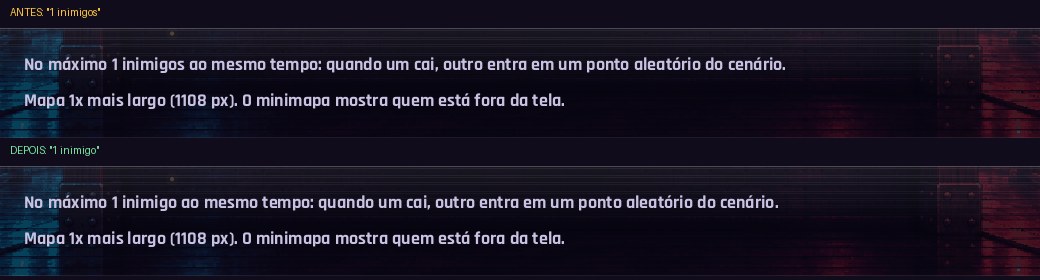 ANTES: "1 inimigos"
No máximo 1 inimigos ao mesmo tempo: quando um cai, outro entra em um ponto aleatório do cenário.
Mapa 1x mais largo (1108 px). O minimapa mostra quem está fora da tela.
DEPOIS: "1 inimigo"
No máximo 1 inimigo ao mesmo tempo: quando um cai, outro entra em um ponto aleatório do cenário.
Mapa 1x mais largo (1108 px). O minimapa mostra quem está fora da tela.